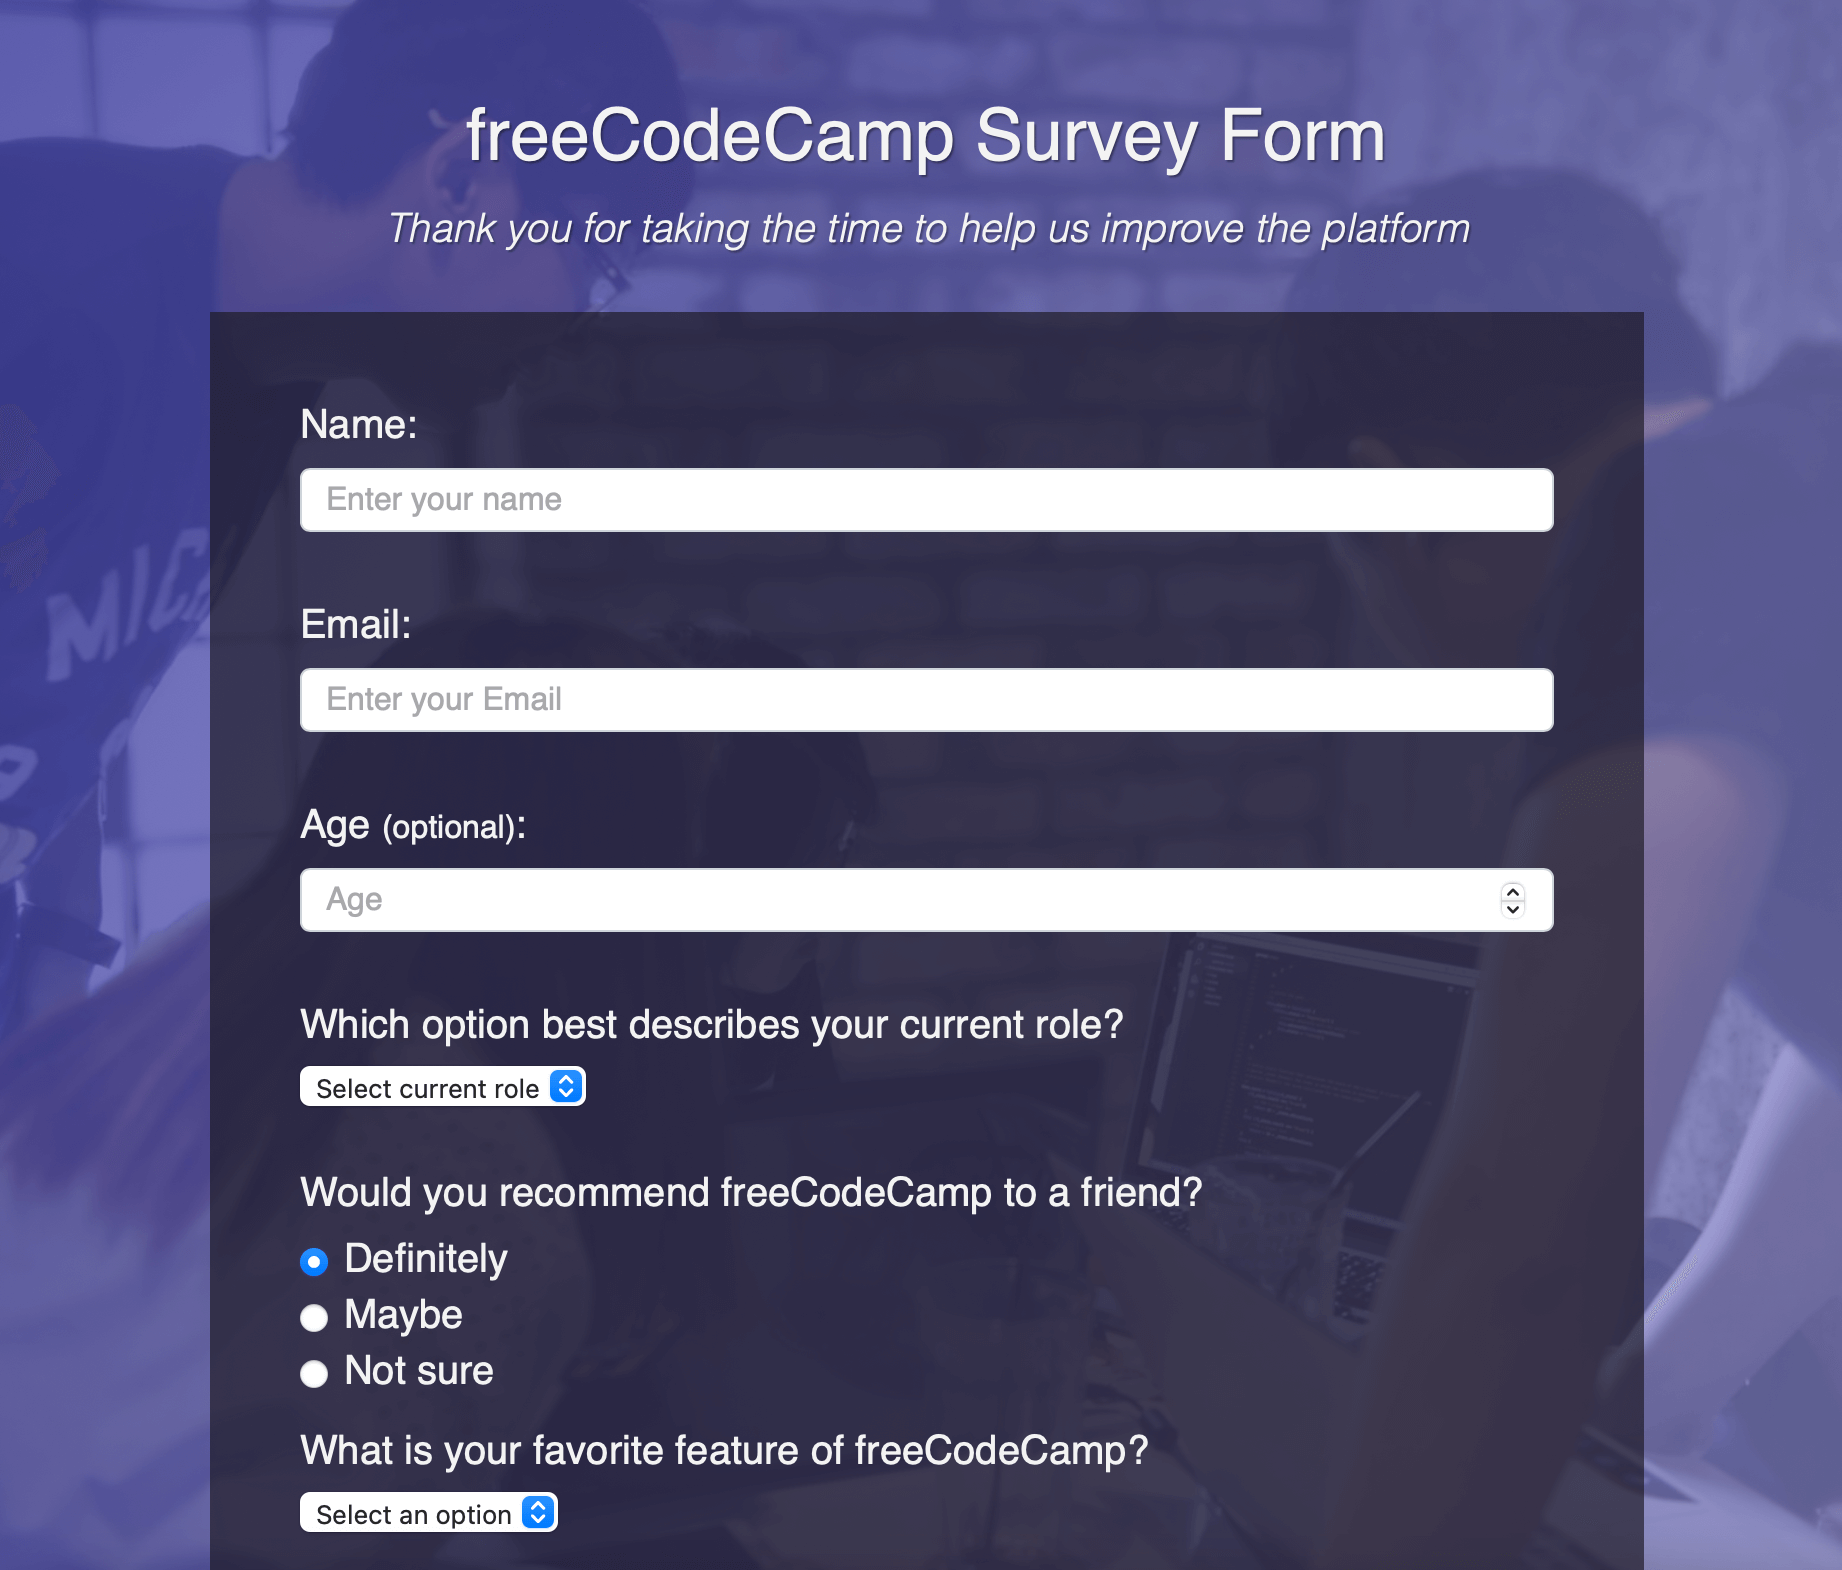 freeCodeCamp Survey Form
Thank you for taking the time to help us improve the platform
Name:
Enter your name
Email:
Enter your Email
Age (optional):
Age
Which option best describes your current role?
Select current role
Would you recommend freeCodeCamp to a friend?
Definitely
Maybe
Not sure
What is your favorite feature of freeCodeCamp?
Select an option